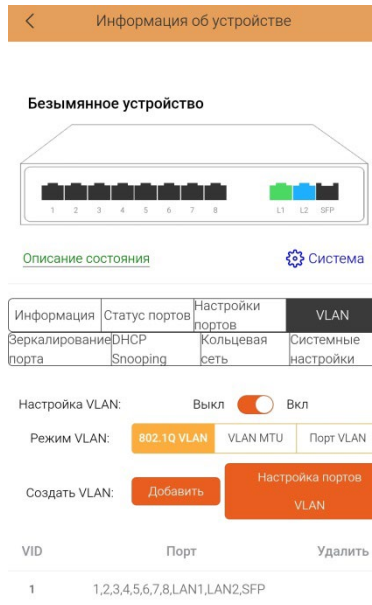 Информация об устройстве
Безымянное устройство
1 2 3 4 5 6 7 8 L1 L2 SFP
Описание состояния Система
Информация Статус портов Настройки портов VLAN
Зеркалирование порта DHCP Snooping Кольцевая сеть Системные настройки
Настройка VLAN: Выкл Вкл
Режим VLAN: 802.1Q VLAN VLAN MTU Порт VLAN
Создать VLAN: Добавить Настройка портов VLAN
VID Порт Удалить
1 1,2,3,4,5,6,7,8,LAN1,LAN2,SFP